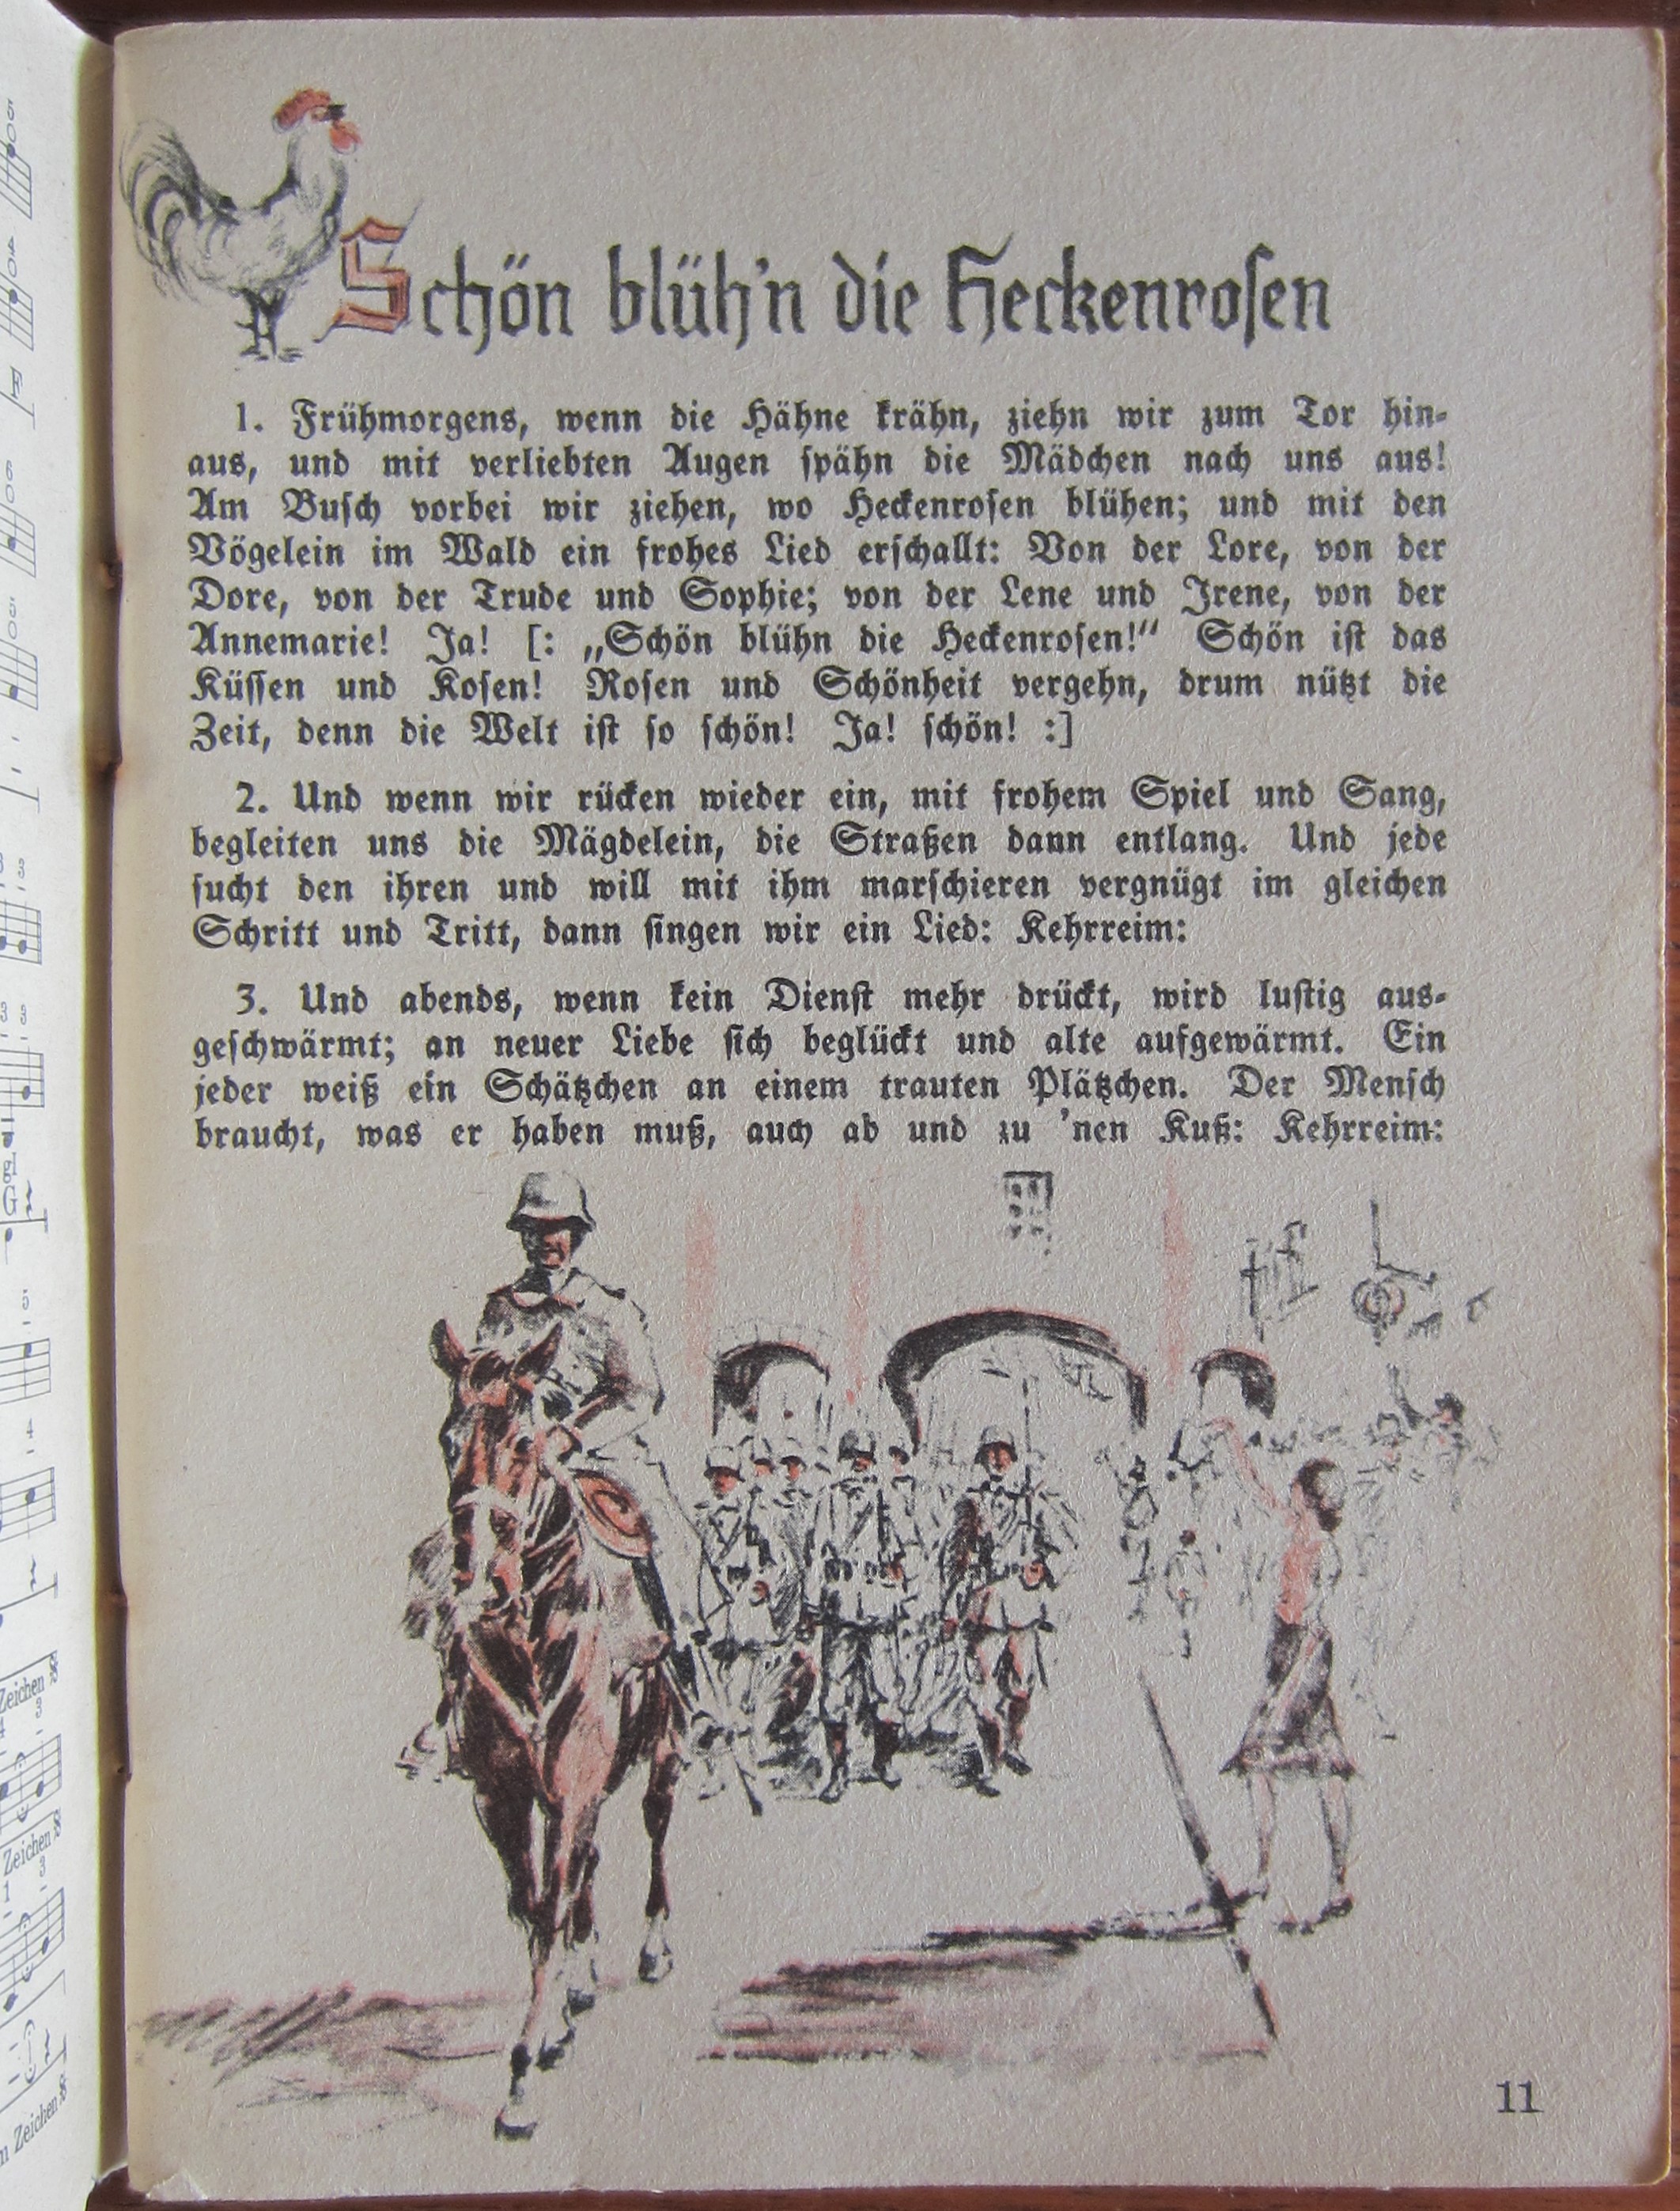 Schön blüh'n die Heckenrosen
1. Frühmorgens, wenn die Hähne krähn, ziehn wir zum Tor hin-
aus, und mit verliebten Augen spähn die Mädchen nach uns aus!
Am Busch vorbei wir ziehen, wo Heckenrosen blühen; und mit den
Vögelein im Wald ein frohes Lied erschallt: Von der Lore, von der
Dore, von der Trude und Sophie; von der Lene und Irene, von der
Annemarie! Ja! [: „Schön blühn die Heckenrosen!“ Schön ist das
Küssen und Kosen! Rosen und Schönheit vergehn, drum nützt die
Zeit, denn die Welt ist so schön! Ja! schön! :]
2. Und wenn wir rücken wieder ein, mit frohem Spiel und Sang,
begleiten uns die Mägdelein, die Straßen dann entlang. Und jede
sucht den ihren und will mit ihm marschieren vergnügt im gleichen
Schritt und Tritt, dann singen wir ein Lied: Kehrreim:
3. Und abends, wenn kein Dienst mehr drückt, wird lustig aus-
geschwärmt; an neuer Liebe sich beglückt und alte aufgewärmt. Ein
jeder weiß ein Schätzchen an einem trauten Plätzchen. Der Mensch
braucht, was er haben muß, auch ab und zu 'nen Kuß: Kehrreim:
11
Zeichen
Zeichen
Zeichen